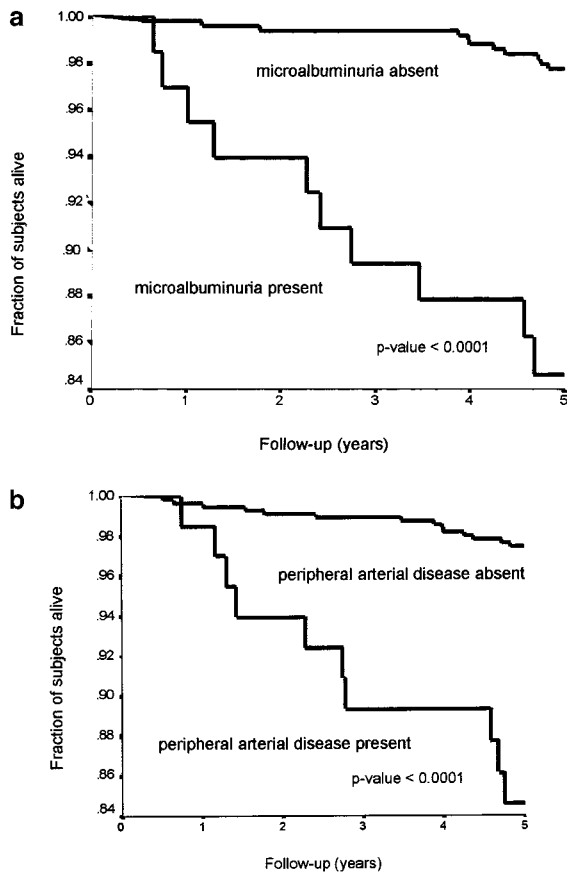 a
1.00
.98
.96
.94
.92
.90
.88
.86
.84
Fraction of subjects alive
microalbuminuria absent
microalbuminuria present
p-value < 0.0001
0 1 2 3 4 5
Follow-up (years)
b
1.00
.98
.96
.94
.92
.90
.88
.86
.84
Fraction of subjects alive
peripheral arterial disease absent
peripheral arterial disease present
p-value < 0.0001
0 1 2 3 4 5
Follow-up (years)